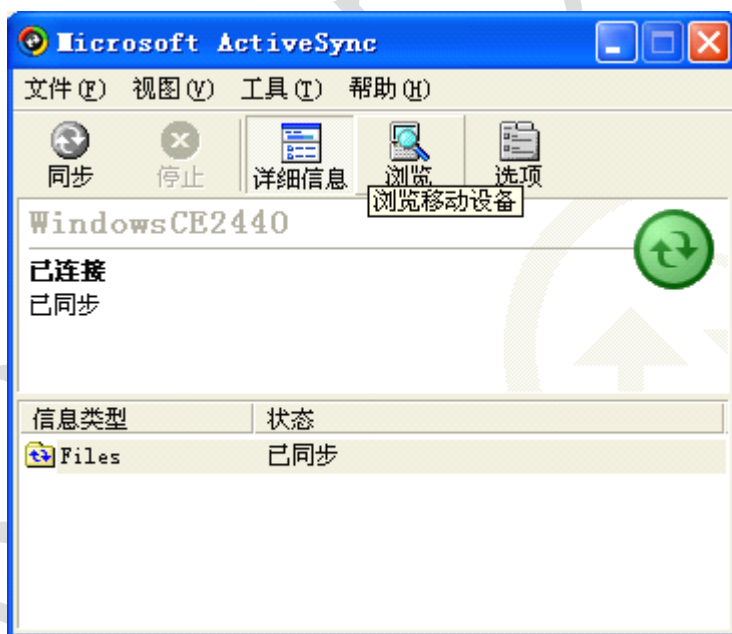 Microsoft ActiveSync
文件(F) 视图(V) 工具(T) 帮助(H)
同步 停止 详细信息 浏览 选项
浏览移动设备
WindowsCE2440
已连接
已同步
信息类型 状态
Files 已同步